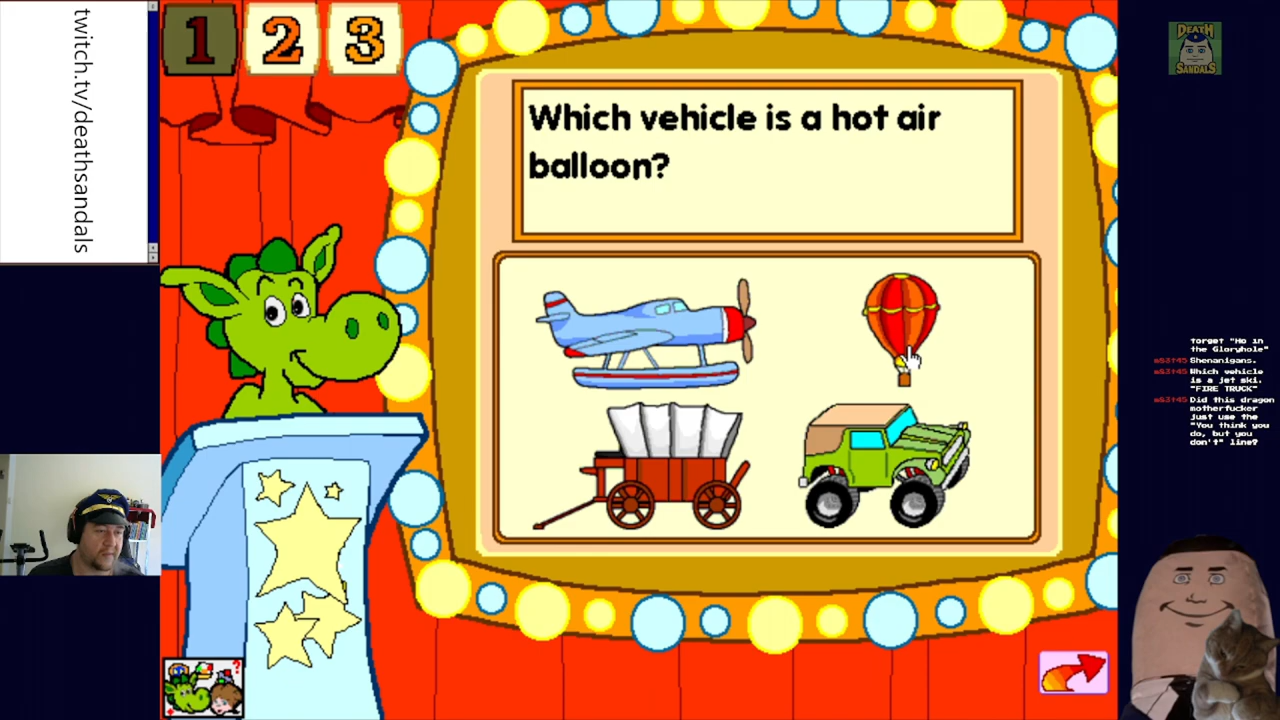 twitch.tv/deathsandals
1 2 3
Which vehicle is a hot air
balloon?
?
DEATH
SANDALS
forget "Ho in
the Gloryhole"
Shenanigans.
Which vehicle
is a jet ski.
"FIRE TRUCK"
Did this dragon
motherfucker
just use the
"You think you
do, but you
don't" line?